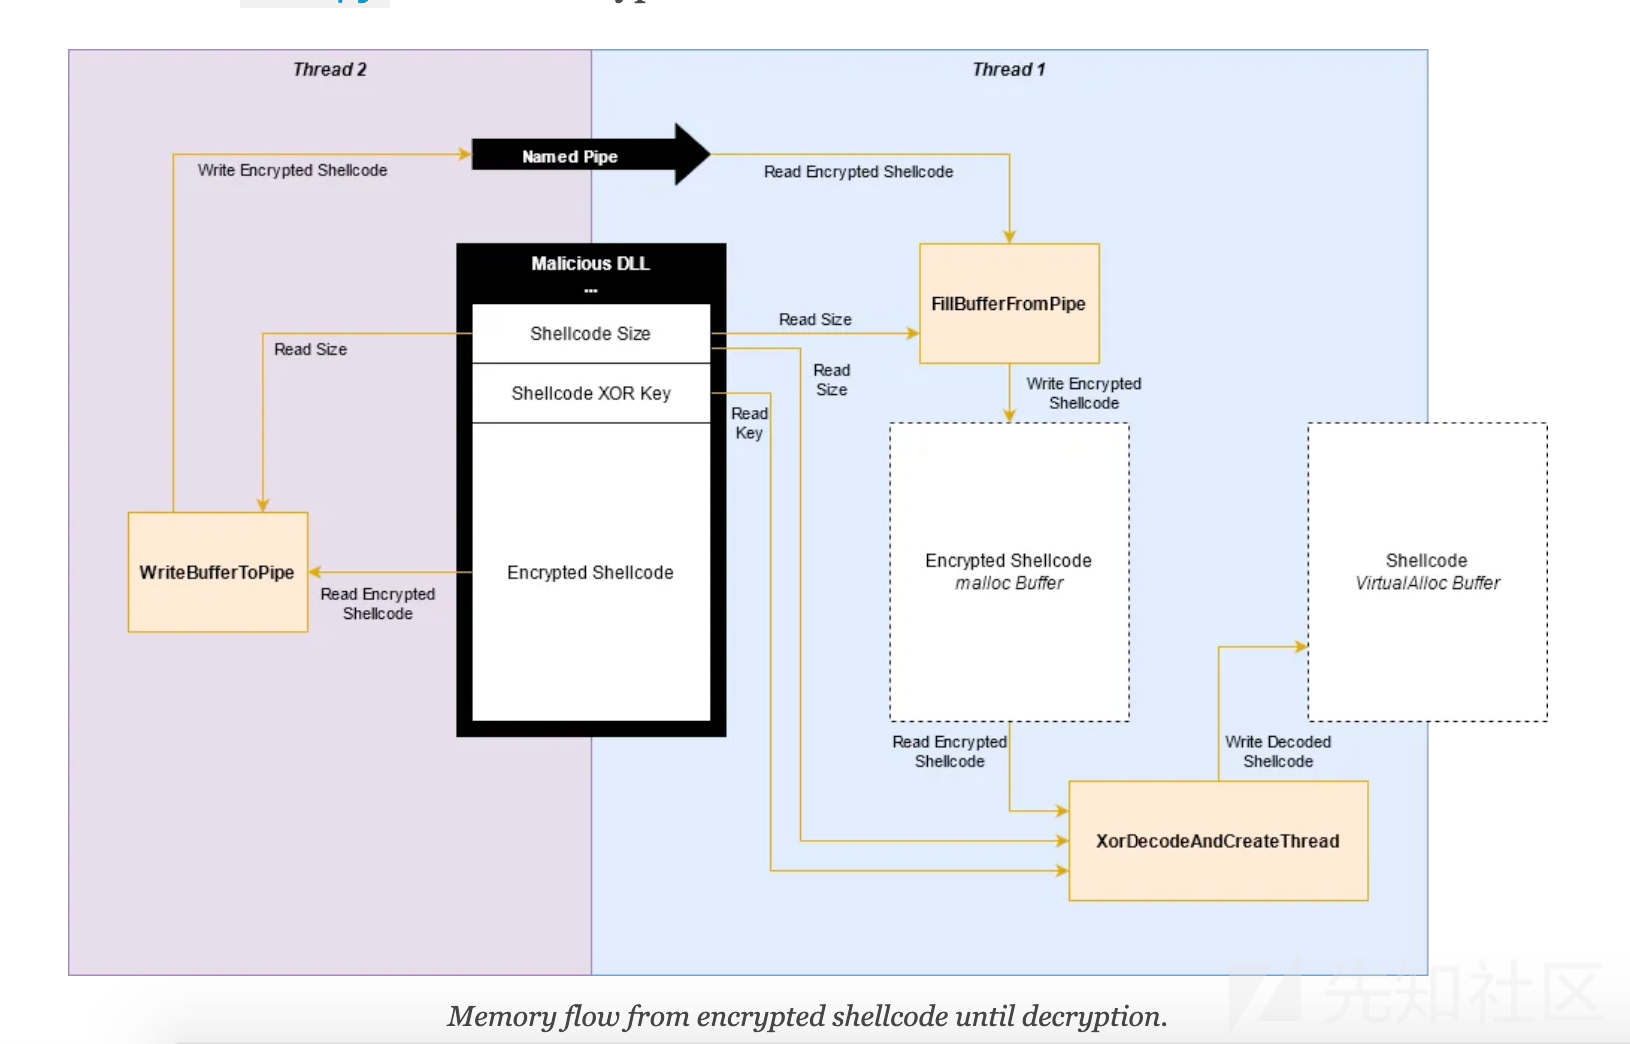 Thread 2
Thread 1
Named Pipe
Write Encrypted Shellcode
Read Encrypted Shellcode
Malicious DLL
...
FillBufferFromPipe
Shellcode Size
Read Size
Read Size
Read
Size
Shellcode XOR Key
Read
Key
Write Encrypted
Shellcode
WriteBufferToPipe
Read Encrypted
Shellcode
Encrypted Shellcode
Encrypted Shellcode
malloc Buffer
Shellcode
VirtualAlloc Buffer
Read Encrypted
Shellcode
Write Decoded
Shellcode
XorDecodeAndCreateThread
先知社区
Memory flow from encrypted shellcode until decryption.